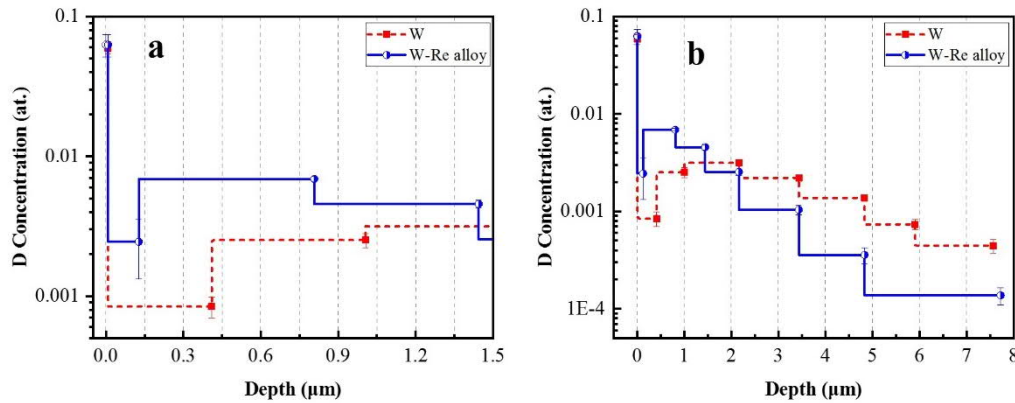 a
W
W-Re alloy
D Concentration (at.)
0.1
0.01
0.001
0.0
0.3
0.6
0.9
1.2
1.5
Depth (μm)
b
W
W-Re alloy
D Concentration (at.)
0.1
0.01
0.001
1E-4
0
1
2
3
4
5
6
7
8
Depth (μm)